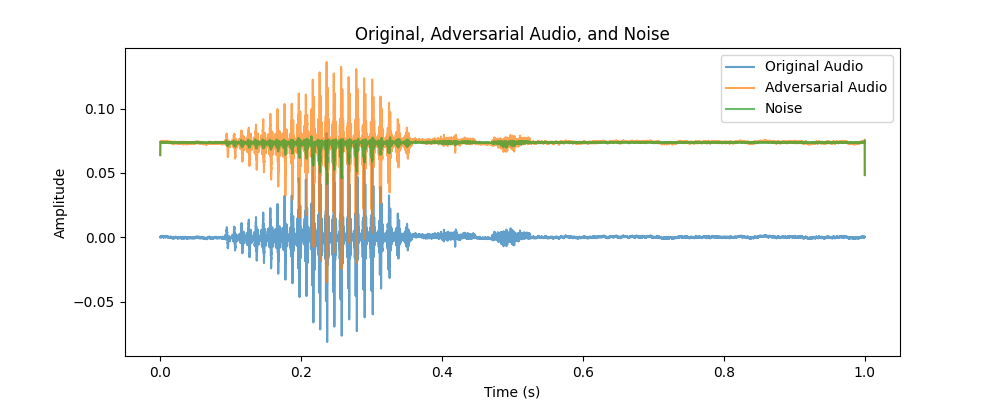 Original, Adversarial Audio, and Noise
Original Audio
Adversarial Audio
Noise
Amplitude
0.10
0.05
0.00
−0.05
0.0
0.2
0.4
0.6
0.8
1.0
Time (s)